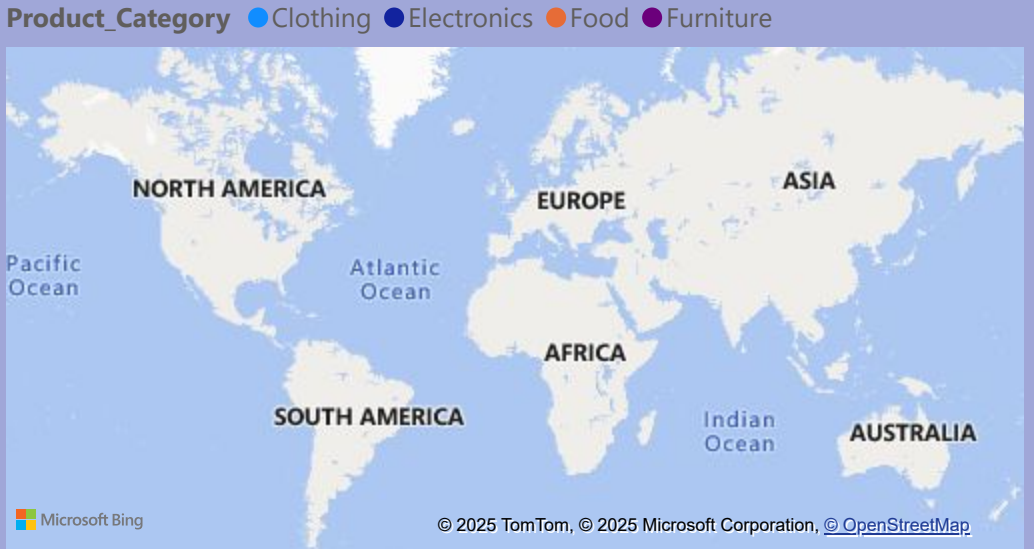 Product_Category Clothing Electronics Food Furniture
NORTH AMERICA
EUROPE
ASIA
Pacific
Ocean
Atlantic
Ocean
AFRICA
SOUTH AMERICA
Indian
Ocean
AUSTRALIA
Microsoft Bing
© 2025 TomTom, © 2025 Microsoft Corporation, © OpenStreetMap